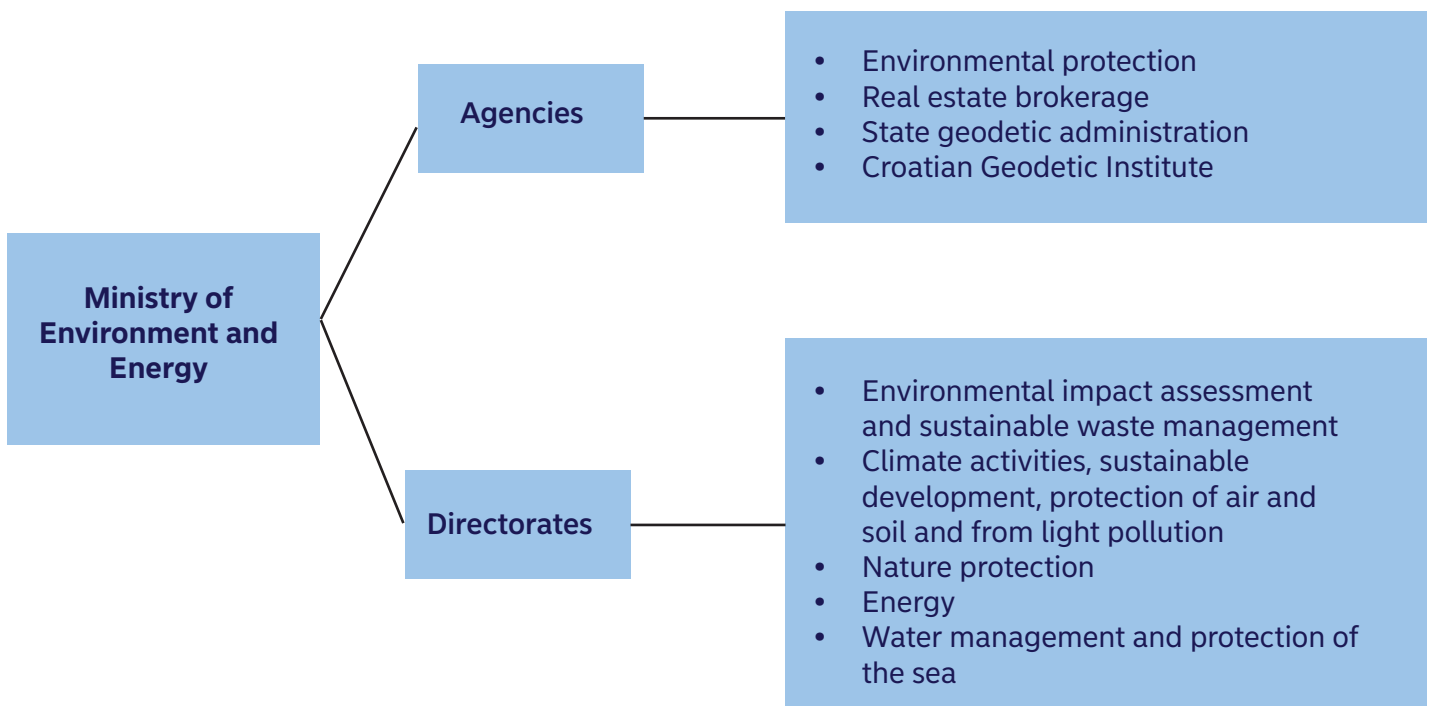 Ministry of
Environment and
Energy
Agencies
• Environmental protection
• Real estate brokerage
• State geodetic administration
• Croatian Geodetic Institute
Directorates
• Environmental impact assessment
and sustainable waste management
• Climate activities, sustainable
development, protection of air and
soil and from light pollution
• Nature protection
• Energy
• Water management and protection of
the sea